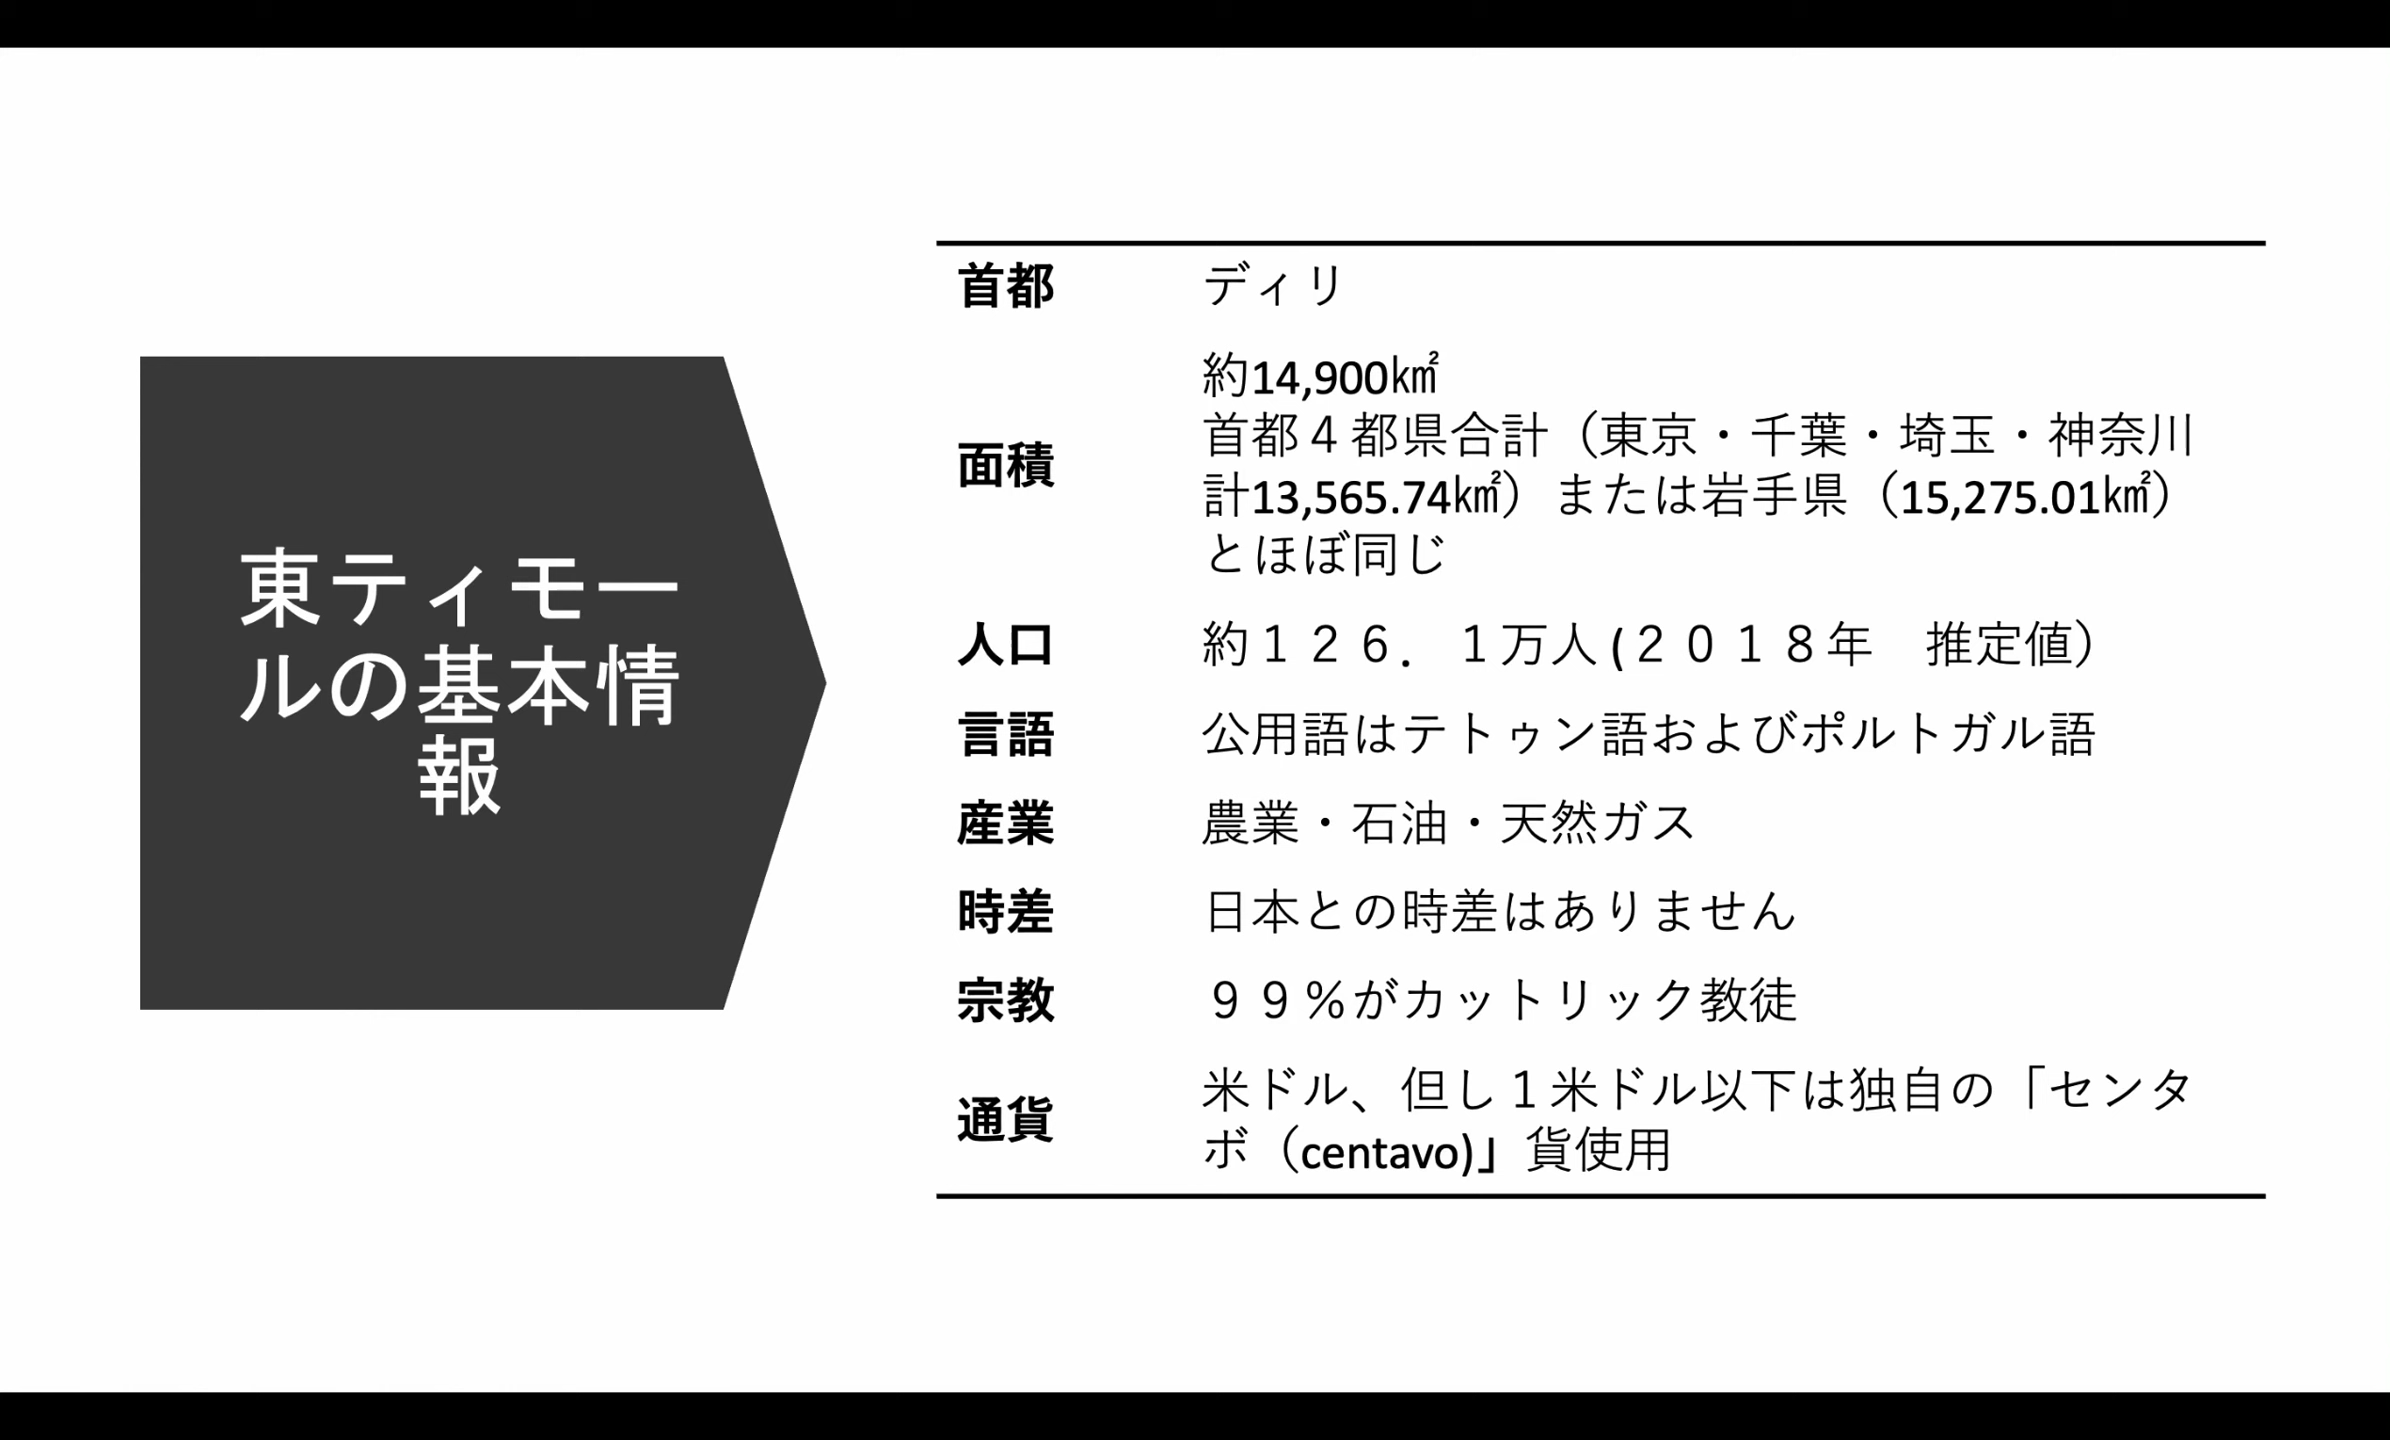 東ティモー
ルの基本情
報
首都 ディリ
面積 約14,900㎢
首都４都県合計（東京・千葉・埼玉・神奈川
計13,565.74㎢）または岩手県（15,275.01㎢）
とほぼ同じ
人口 約１２６．１万人(２０１８年　推定値）
言語 公用語はテトゥン語およびポルトガル語
産業 農業・石油・天然ガス
時差 日本との時差はありません
宗教 ９９％がカットリック教徒
通貨 米ドル、但し１米ドル以下は独自の「センタ
ボ（centavo)」貨使用